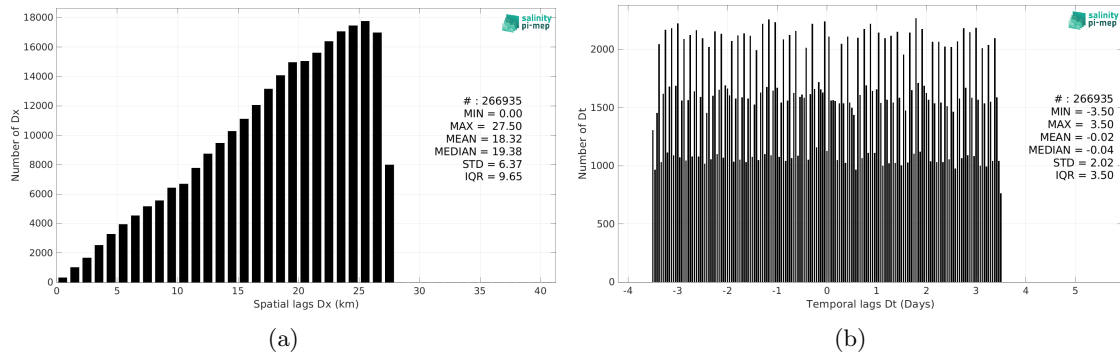 18000
16000
14000
12000
10000
8000
6000
4000
2000
0
Number of Dx
0 5 10 15 20 25 30 35 40
Spatial lags Dx (km)
salinity
pi-mep
# : 266935
MIN = 0.00
MAX = 27.50
MEAN = 18.32
MEDIAN = 19.38
STD = 6.37
IQR = 9.65
(a)
2000
1500
1000
500
0
Number of Dt
-4 -3 -2 -1 0 1 2 3 4 5
Temporal lags Dt (Days)
salinity
pi-mep
# : 266935
MIN = -3.50
MAX = 3.50
MEAN = -0.02
MEDIAN = -0.04
STD = 2.02
IQR = 3.50
(b)